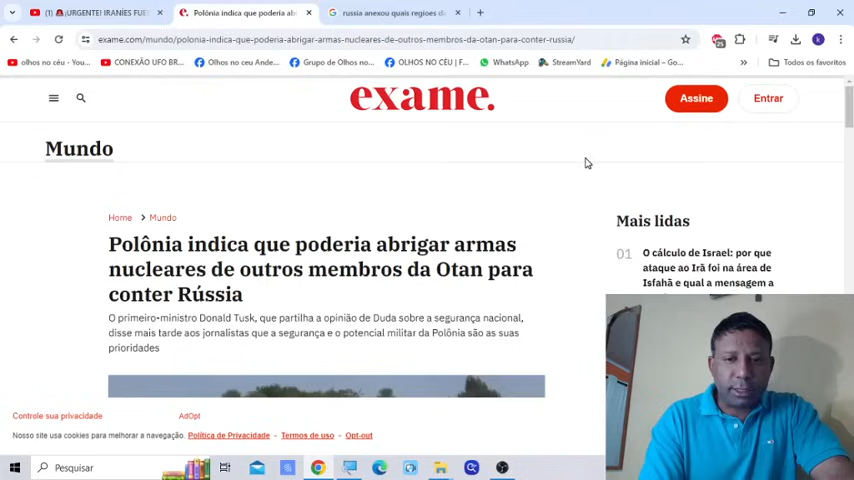 (1) 🚨¡URGENTE! IRANÍES FUE
Polônia indica que poderia ab
russia anexou quais regioes de
exame.com/mundo/polonia-indica-que-poderia-abrigar-armas-nucleares-de-outros-membros-da-otan-para-conter-russia/
25
k
olhos no céu - You...
CONEXÃO UFO BR...
Olhos no ceu Ande...
Grupo de Olhos no...
OLHOS NO CÉU | F...
WhatsApp
StreamYard
Página inicial – Go...
»
Todos os favoritos
exame.
Assine
Entrar
Mundo
Home > Mundo
Mais lidas
Polônia indica que poderia abrigar armas
nucleares de outros membros da Otan para
conter Rússia
01
O cálculo de Israel: por que
ataque ao Irã foi na área de
Isfahã e qual a mensagem a
O primeiro-ministro Donald Tusk, que partilha a opinião de Duda sobre a segurança nacional,
disse mais tarde aos jornalistas que a segurança e o potencial militar da Polônia são as suas
prioridades
Controle sua privacidade
AdOpt
Nosso site usa cookies para melhorar a navegação. Política de Privacidade - Termos de uso - Opt-out
Pesquisar